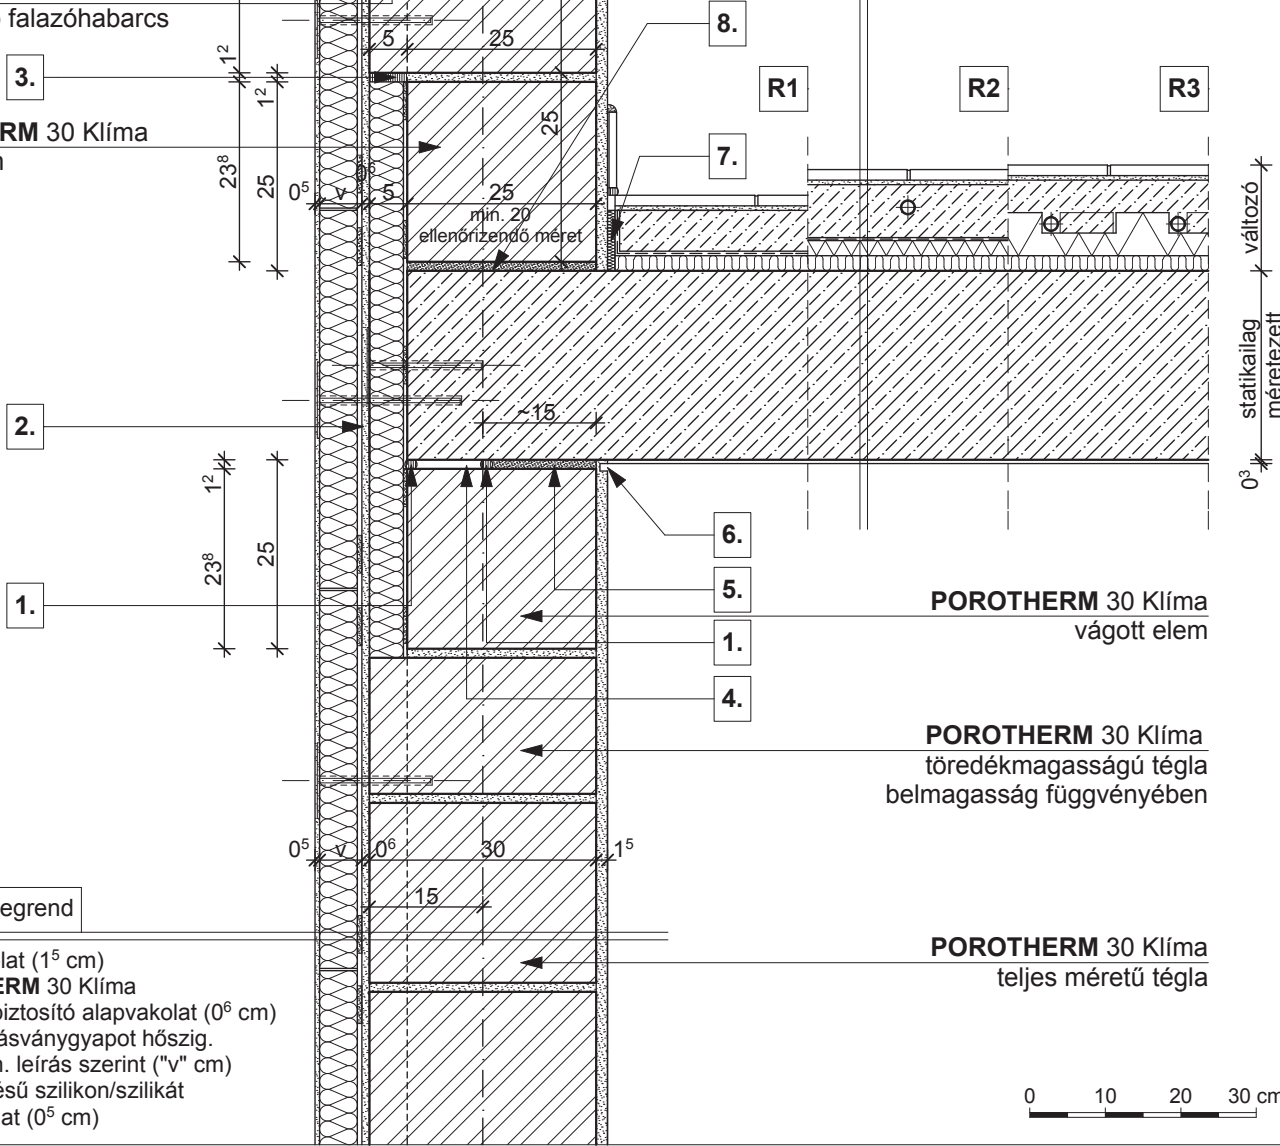 falazóhabarcs
3.
RM 30 Klíma
2.
1.
egrend
lat (1⁵ cm)
ERM 30 Klíma
biztosító alapvakolat (0⁶ cm)
ásványgyapot hőszig.
. leírás szerint ("v" cm)
ésű szilikon/szilikát
at (0⁵ cm)
1²
1²
23⁸
25
5
25
25
0⁵
v
0⁶
5
25
min. 20
ellenőrizendő méret
8.
7.
R1
R2
R3
változó
statikailag
méretezett
0³
~15
1²
23⁸
25
6.
5.
1.
4.
POROTHERM 30 Klíma
vágott elem
POROTHERM 30 Klíma
töredékmagasságú tégla
belmagasság függvényében
0⁵
v
0⁶
30
1⁵
15
POROTHERM 30 Klíma
teljes méretű tégla
0 10 20 30 cm